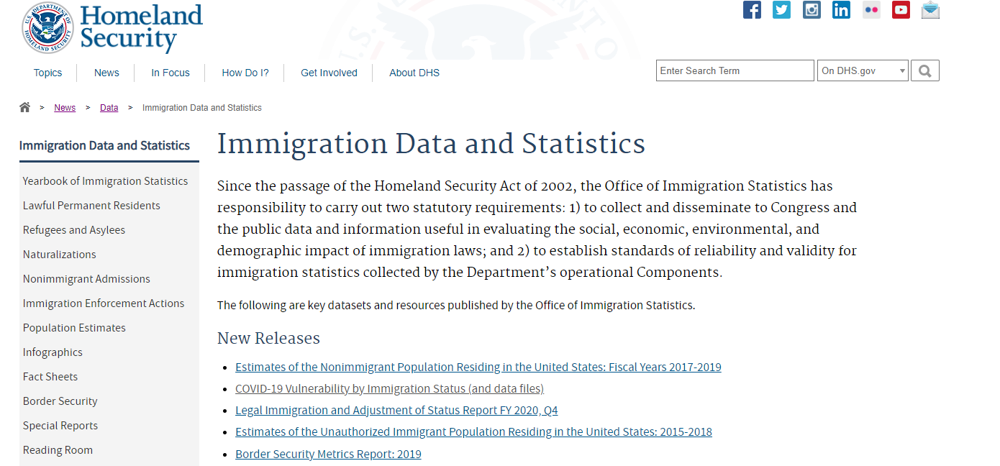 U.S. DEPARTMENT OF
HOMELAND SECURITY
Homeland
Security
Topics
News
In Focus
How Do I?
Get Involved
About DHS
Enter Search Term
On DHS.gov
> News > Data > Immigration Data and Statistics
Immigration Data and Statistics
Yearbook of Immigration Statistics
Lawful Permanent Residents
Refugees and Asylees
Naturalizations
Nonimmigrant Admissions
Immigration Enforcement Actions
Population Estimates
Infographics
Fact Sheets
Border Security
Special Reports
Reading Room
Immigration Data and Statistics
Since the passage of the Homeland Security Act of 2002, the Office of Immigration Statistics has
responsibility to carry out two statutory requirements: 1) to collect and disseminate to Congress and
the public data and information useful in evaluating the social, economic, environmental, and
demographic impact of immigration laws; and 2) to establish standards of reliability and validity for
immigration statistics collected by the Department’s operational Components.
The following are key datasets and resources published by the Office of Immigration Statistics.
New Releases
• Estimates of the Nonimmigrant Population Residing in the United States: Fiscal Years 2017-2019
• COVID-19 Vulnerability by Immigration Status (and data files)
• Legal Immigration and Adjustment of Status Report FY 2020, Q4
• Estimates of the Unauthorized Immigrant Population Residing in the United States: 2015-2018
• Border Security Metrics Report: 2019